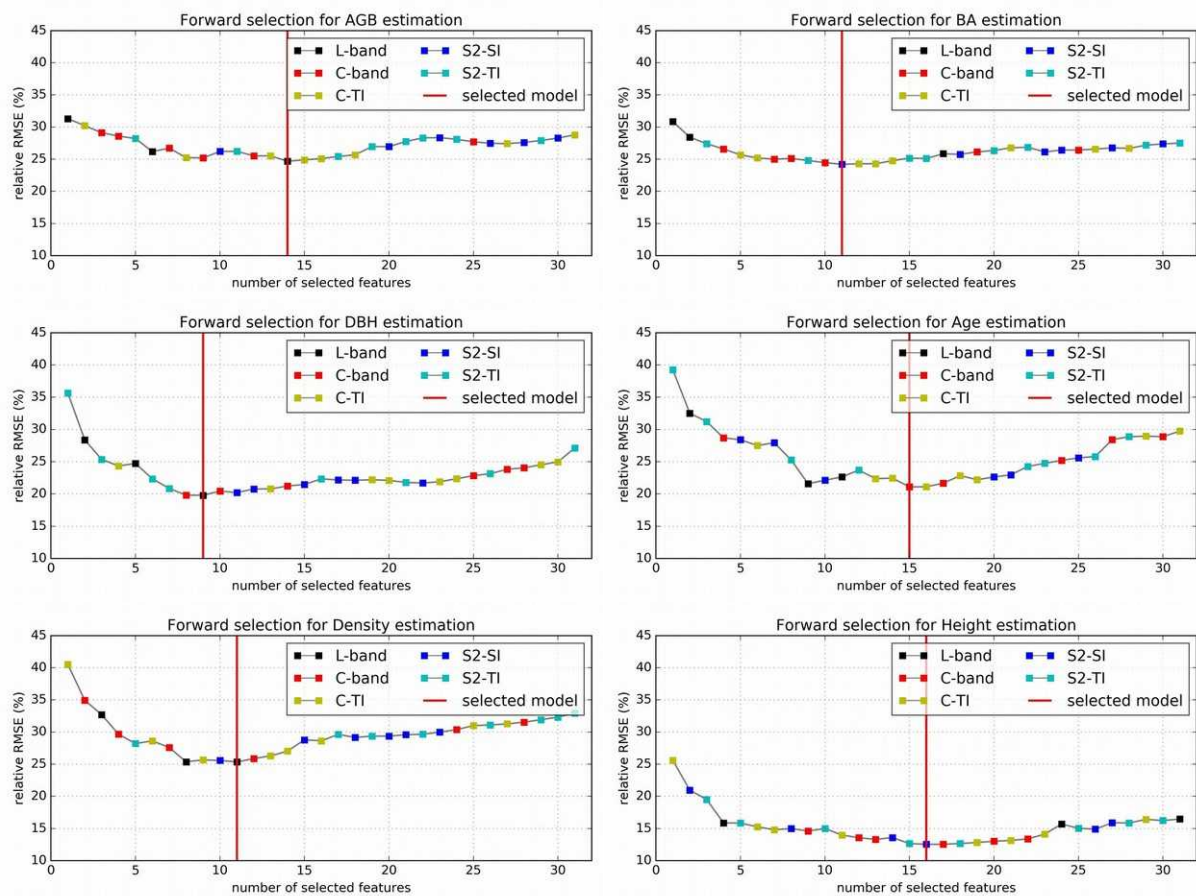 Forward selection for AGB estimation
45
40
35
30
25
20
15
10
relative RMSE (%)
L-band
C-band
C-TI
S2-SI
S2-TI
selected model
0 5 10 15 20 25 30
number of selected features
Forward selection for BA estimation
45
40
35
30
25
20
15
10
relative RMSE (%)
L-band
C-band
C-TI
S2-SI
S2-TI
selected model
0 5 10 15 20 25 30
number of selected features
Forward selection for DBH estimation
45
40
35
30
25
20
15
10
relative RMSE (%)
L-band
C-band
C-TI
S2-SI
S2-TI
selected model
0 5 10 15 20 25 30
number of selected features
Forward selection for Age estimation
45
40
35
30
25
20
15
10
relative RMSE (%)
L-band
C-band
C-TI
S2-SI
S2-TI
selected model
0 5 10 15 20 25 30
number of selected features
Forward selection for Density estimation
45
40
35
30
25
20
15
10
relative RMSE (%)
L-band
C-band
C-TI
S2-SI
S2-TI
selected model
0 5 10 15 20 25 30
number of selected features
Forward selection for Height estimation
45
40
35
30
25
20
15
10
relative RMSE (%)
L-band
C-band
C-TI
S2-SI
S2-TI
selected model
0 5 10 15 20 25 30
number of selected features